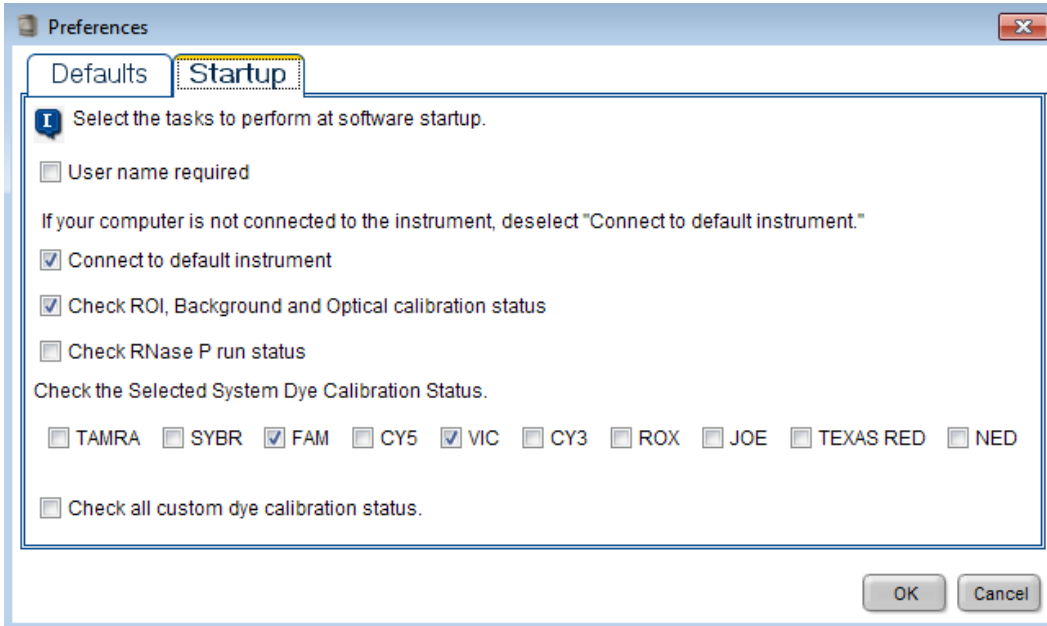 Preferences
Defaults Startup
I Select the tasks to perform at software startup.
User name required
If your computer is not connected to the instrument, deselect "Connect to default instrument."
Connect to default instrument
Check ROI, Background and Optical calibration status
Check RNase P run status
Check the Selected System Dye Calibration Status.
TAMRA SYBR FAM CY5 VIC CY3 ROX JOE TEXAS RED NED
Check all custom dye calibration status.
OK Cancel